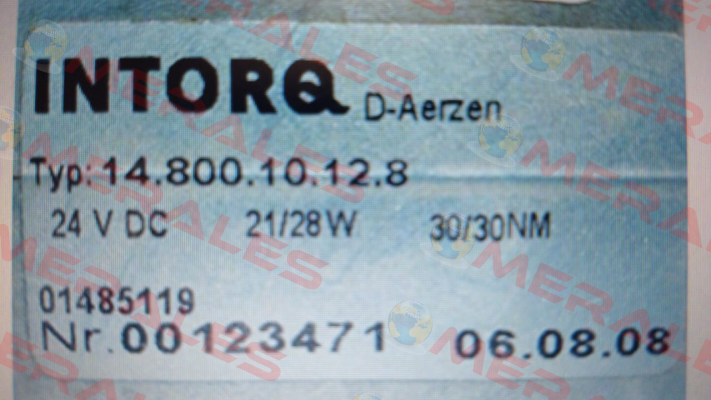 INTORQ D-Aerzen
Typ: 14.800.10.12.8
24 V DC 21/28W 30/30NM
01485119
Nr. 00123471 06.08.08
MERALES